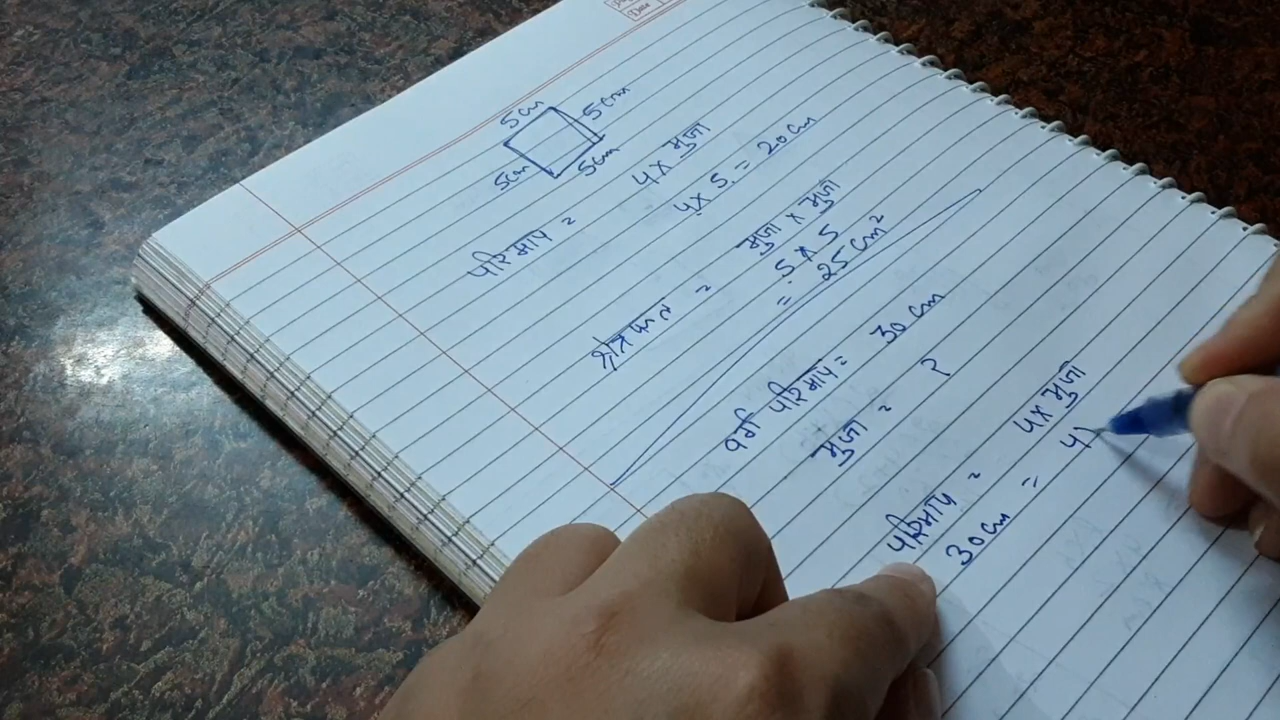 Date
5cm
5cm
5cm
5cm
परिमाप = 4 x भुजा
4 x 5 = 20 cm
क्षेत्रफल = भुजा x भुजा
5 x 5
= 25 cm²
वर्ग परिमाप = 30 cm
भुजा = ?
परिमाप = 4 x भुजा
30 cm = 4